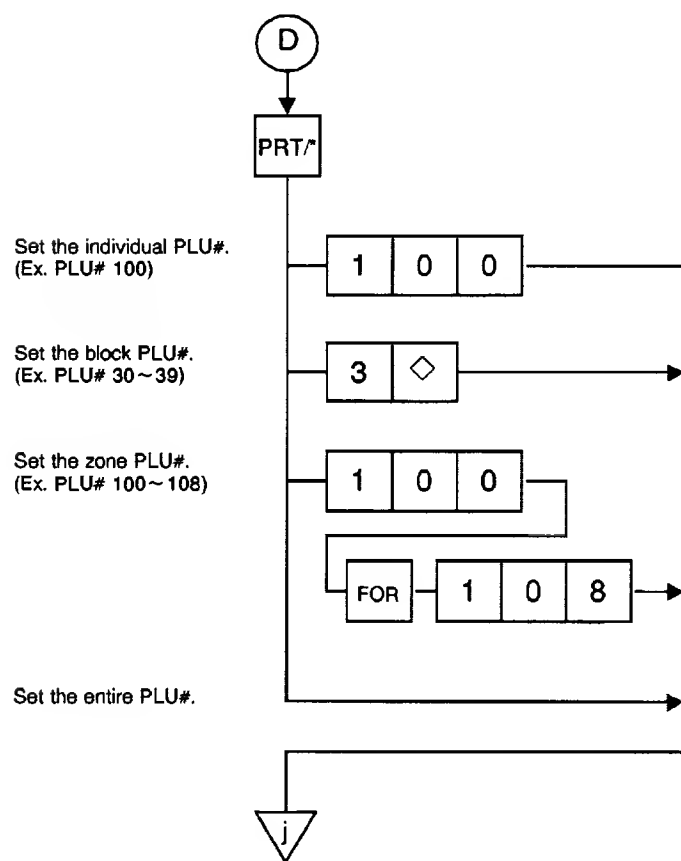 D
PRT/*
Set the individual PLU#.
(Ex. PLU# 100)
1 0 0
Set the block PLU#.
(Ex. PLU# 30~39)
3 ◇
Set the zone PLU#.
(Ex. PLU# 100~108)
1 0 0
FOR 1 0 8
Set the entire PLU#.
j